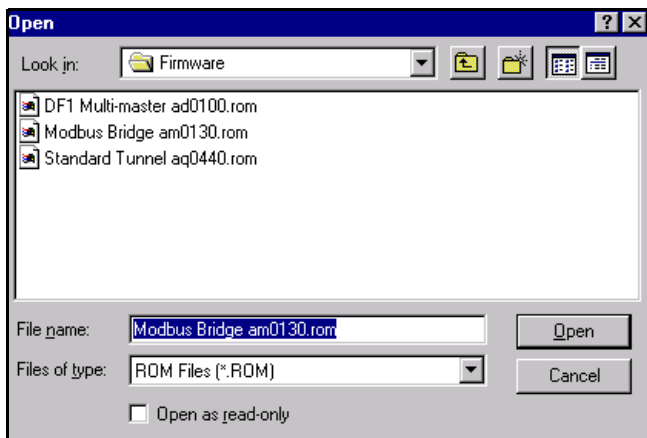 Open
Look in: Firmware
DF1 Multi-master ad0100.rom
Modbus Bridge am0130.rom
Standard Tunnel aq0440.rom
File name: Modbus Bridge am0130.rom Open
Files of type: ROM Files (*.ROM) Cancel
Open as read-only